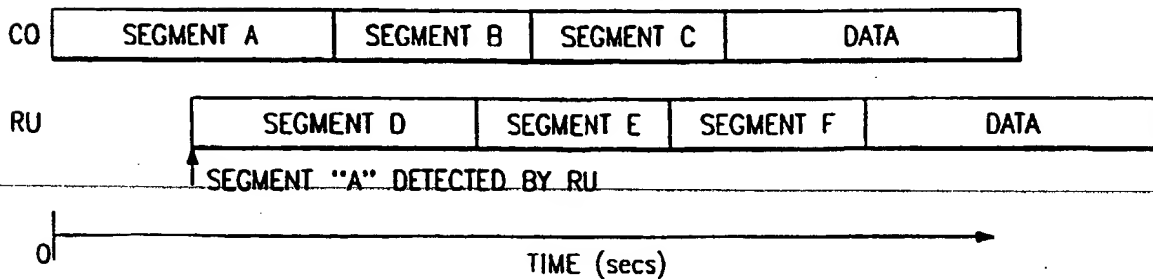 CO SEGMENT A SEGMENT B SEGMENT C DATA
RU SEGMENT D SEGMENT E SEGMENT F DATA
SEGMENT "A" DETECTED BY RU
0
TIME (secs)